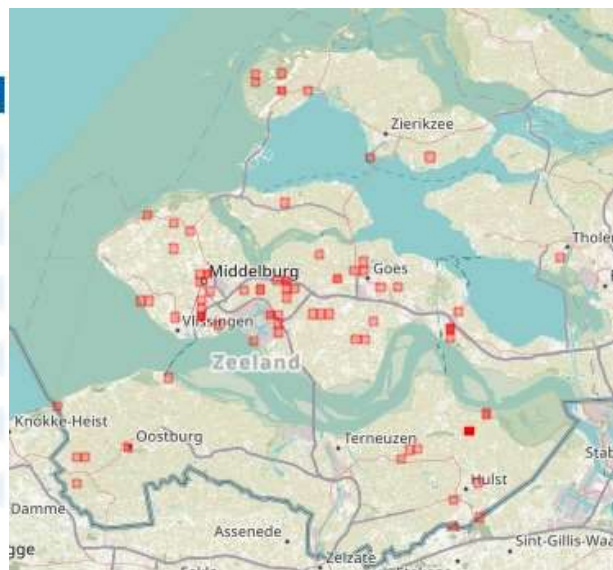 Zierikzee
Thole
Middelburg
Goes
Vlissingen
Zeeland
Knokke-Heist
Oostburg
Terneuzen
Stab
Hulst
Damme
Assenede
Sint-Gillis-Waa
gge
Zelzate